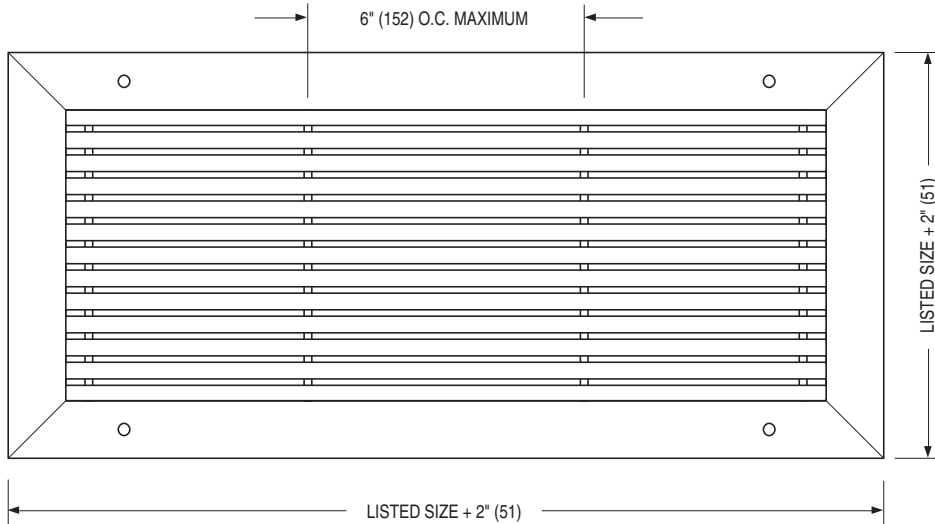 6" (152) O.C. MAXIMUM
LISTED SIZE + 2" (51)
LISTED SIZE + 2" (51)